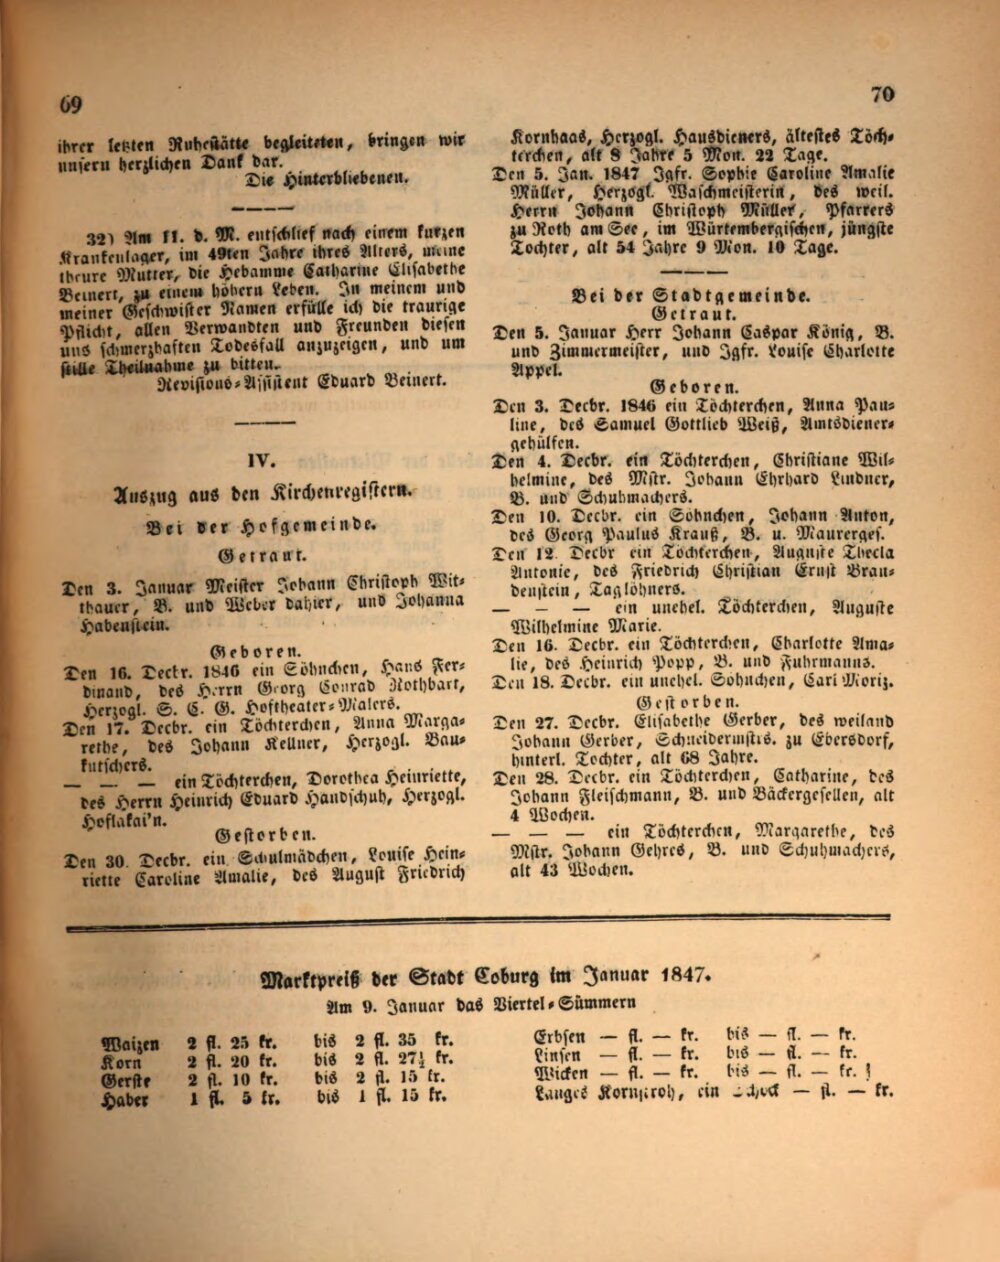 69
ihrer letzten Ruhestätte begleiteten, bringen wir
unsern herzlichen Dank dar.
Die Hinterbliebenen.
32) Am 11. d. M. entschlief nach einem kurzen
Krankenlager, im 49ten Jahre ihres Alters, meine
theure Mutter, die Hebamme Catharine Elisabethe
Beinert, zu einem höhern Leben. In meinem und
meiner Geschwister Namen erfülle ich die traurige
Pflicht, allen Verwandten und Freunden diesen
uns schmerzhaften Todesfall anzuzeigen, und um
stille Theilnahme zu bitten.
Revisions-Assistent Eduard Beinert.
IV.
Auszug aus den Kirchenregistern.
Bei der Hofgemeinde.
Getraut.
Den 3. Januar Meister Johann Christoph Wit-
thauer, B. und Weber dahier, und Johanna
Habenstein.
Geboren.
Den 16. Decbr. 1846 ein Söhnchen, Hans Fer-
dinand, des Herrn Georg Conrad Rothbart,
Herzogl. S. C. G. Hoftheater-Malers.
Den 17. Decbr. ein Töchterchen, Anna Marga-
rethe, des Johann Kellner, Herzogl. Bau-
kutschers.
— — — ein Töchterchen, Dorothea Heinriette,
des Herrn Heinrich Eduard Handschuh, Herzogl.
Hoflakai'n.
Gestorben.
Den 30. Decbr. ein Schulmädchen, Louise Hein-
riette Caroline Amalie, des August Friedrich
70
Kornhaas, Herzogl. Hausdieners, ältestes Töch-
terchen, alt 8 Jahre 5 Mon. 22 Tage.
Den 5. Jan. 1847 Jgfr. Sophie Caroline Amalie
Müller, Herzogl. Waschmeisterin, des weil.
Herrn Johann Christoph Müller, Pfarrers
zu Roth am See, im Würtembergischen, jüngste
Tochter, alt 54 Jahre 9 Mon. 10 Tage.
Bei der Stadtgemeinde.
Getraut.
Den 5. Januar Herr Johann Caspar König, B.
und Zimmermeister, und Jgfr. Louise Charlotte
Appel.
Geboren.
Den 3. Decbr. 1846 ein Töchterchen, Anna Pau-
line, des Samuel Gottlieb Weiß, Amtsdiener-
gehülfen.
Den 4. Decbr. ein Töchterchen, Christiane Wil-
helmine, des Mstr. Johann Ehrhard Lindner,
B. und Schuhmachers.
Den 10. Decbr. ein Söhnchen, Johann Anton,
des Georg Paulus Krauß, B. u. Maurerges.
Den 12. Decbr ein Töchterchen, Auguste Thecla
Antonie, des Friedrich Christian Ernst Bran-
denstein, Taglöhners.
— — — ein unehel. Töchterchen, Auguste
Wilhelmine Marie.
Den 16. Decbr. ein Töchterchen, Charlotte Ama-
lie, des Heinrich Popp, B. und Fuhrmanns.
Den 18. Decbr. ein unehel. Söhnchen, Carl Moriz.
Gestorben.
Den 27. Decbr. Elisabethe Gerber, des weiland
Johann Gerber, Schneidermstrs. zu Ebersdorf,
hinterl. Tochter, alt 68 Jahre.
Den 28. Decbr. ein Töchterchen, Catharine, des
Johann Fleischmann, B. und Bäckergesellen, alt
4 Wochen.
— — — ein Töchterchen, Margarethe, des
Mstr. Johann Gehres, B. und Schuhmachers,
alt 43 Wochen.
Marktpreiß der Stadt Coburg im Januar 1847.
Am 9. Januar das Viertel-Sümmern
Waizen 2 fl. 25 kr. bis 2 fl. 35 kr.
Korn 2 fl. 20 kr. bis 2 fl. 27½ kr.
Gerste 2 fl. 10 kr. bis 2 fl. 15 kr.
Haber 1 fl. 5 kr. bis 1 fl. 15 kr.
Erbsen — fl. — kr. bis — fl. — kr.
Linsen — fl. — kr. bis — fl. — kr.
Wicken — fl. — kr. bis — fl. — kr.
Langes Kornstroh, ein Schock — fl. — kr.